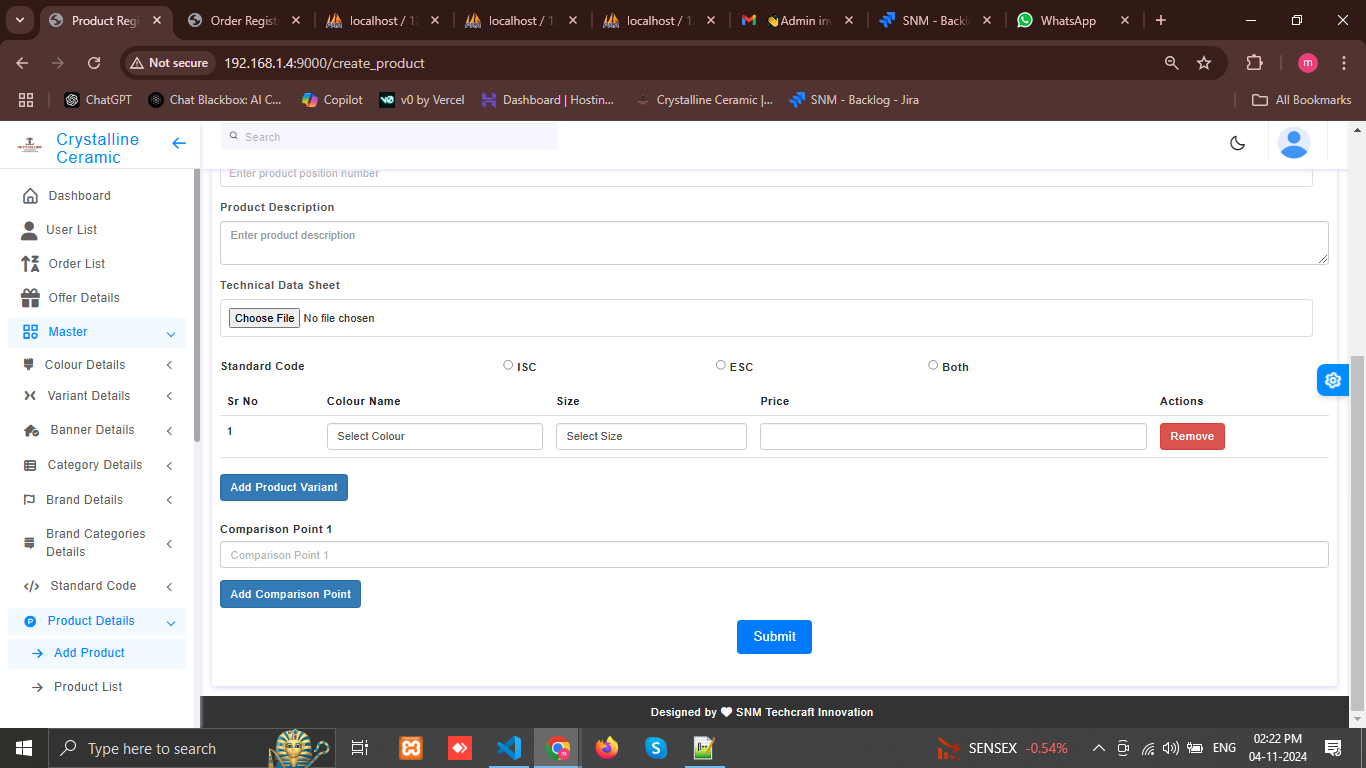 Product Regi
Order Regist
localhost / 12
localhost / 12
localhost / 12
Admin inv
SNM - Backl
WhatsApp
Not secure
192.168.1.4:9000/create_product
m
ChatGPT
Chat Blackbox: AI C...
Copilot
v0 by Vercel
Dashboard | Hostin...
Crystalline Ceramic |...
SNM - Backlog - Jira
All Bookmarks
Crystalline
Ceramic
Search
Dashboard
User List
Order List
Offer Details
Master
Colour Details
Variant Details
Banner Details
Category Details
Brand Details
Brand Categories
Details
Standard Code
Product Details
Add Product
Product List
Enter product position number
Product Description
Enter product description
Technical Data Sheet
Choose File No file chosen
Standard Code ISC ESC Both
Sr No Colour Name Size Price Actions
1 Select Colour Select Size Remove
Add Product Variant
Comparison Point 1
Comparison Point 1
Add Comparison Point
Submit
Designed by SNM Techcraft Innovation
Type here to search
SENSEX -0.54%
ENG
02:22 PM
04-11-2024